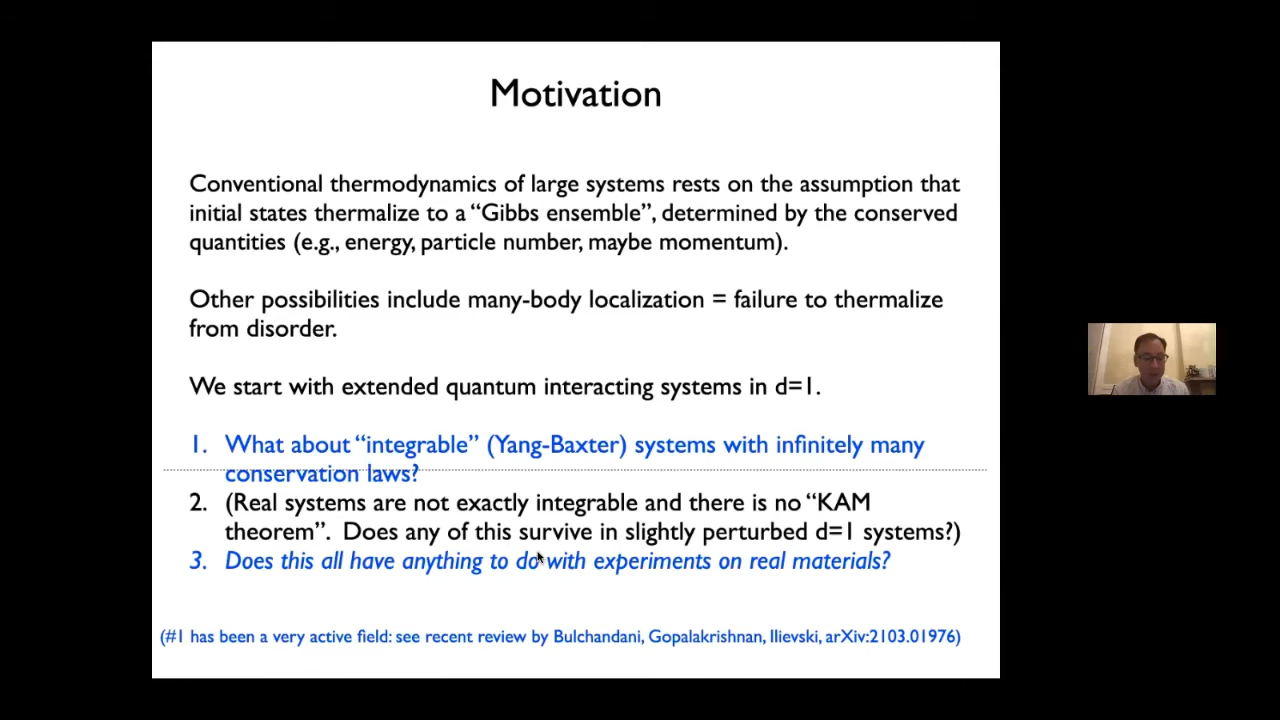 Motivation
Conventional thermodynamics of large systems rests on the assumption that
initial states thermalize to a “Gibbs ensemble”, determined by the conserved
quantities (e.g., energy, particle number, maybe momentum).
Other possibilities include many-body localization = failure to thermalize
from disorder.
We start with extended quantum interacting systems in d=1.
1. What about “integrable” (Yang-Baxter) systems with infinitely many
conservation laws?
2. (Real systems are not exactly integrable and there is no “KAM
theorem”. Does any of this survive in slightly perturbed d=1 systems?)
3. Does this all have anything to do with experiments on real materials?
(#1 has been a very active field: see recent review by Bulchandani, Gopalakrishnan, Ilievski, arXiv:2103.01976)